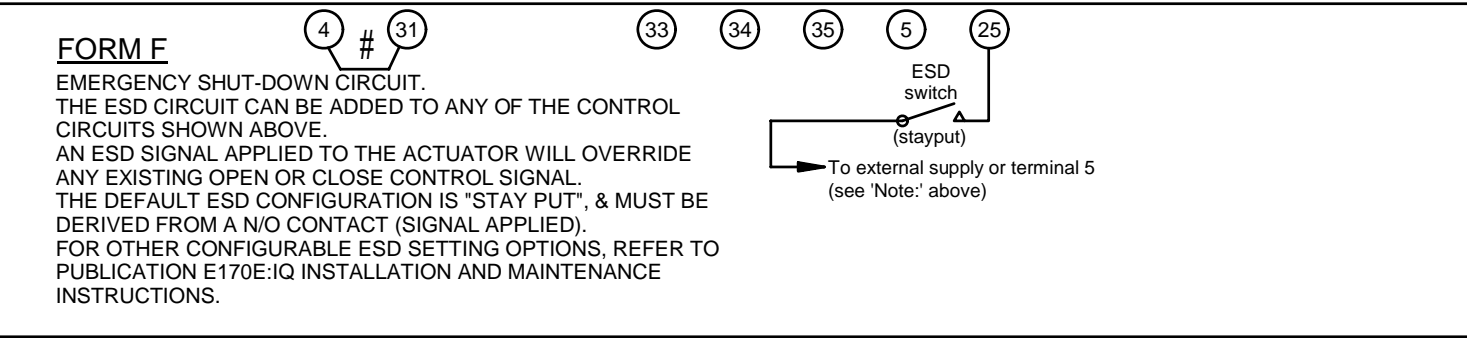 4 # 31 33 34 35 5 25
FORM F
EMERGENCY SHUT-DOWN CIRCUIT.
THE ESD CIRCUIT CAN BE ADDED TO ANY OF THE CONTROL
CIRCUITS SHOWN ABOVE.
AN ESD SIGNAL APPLIED TO THE ACTUATOR WILL OVERRIDE
ANY EXISTING OPEN OR CLOSE CONTROL SIGNAL.
THE DEFAULT ESD CONFIGURATION IS "STAY PUT", & MUST BE
DERIVED FROM A N/O CONTACT (SIGNAL APPLIED).
FOR OTHER CONFIGURABLE ESD SETTING OPTIONS, REFER TO
PUBLICATION E170E:IQ INSTALLATION AND MAINTENANCE
INSTRUCTIONS.
ESD
switch
(stayput)
To external supply or terminal 5
(see 'Note:' above)